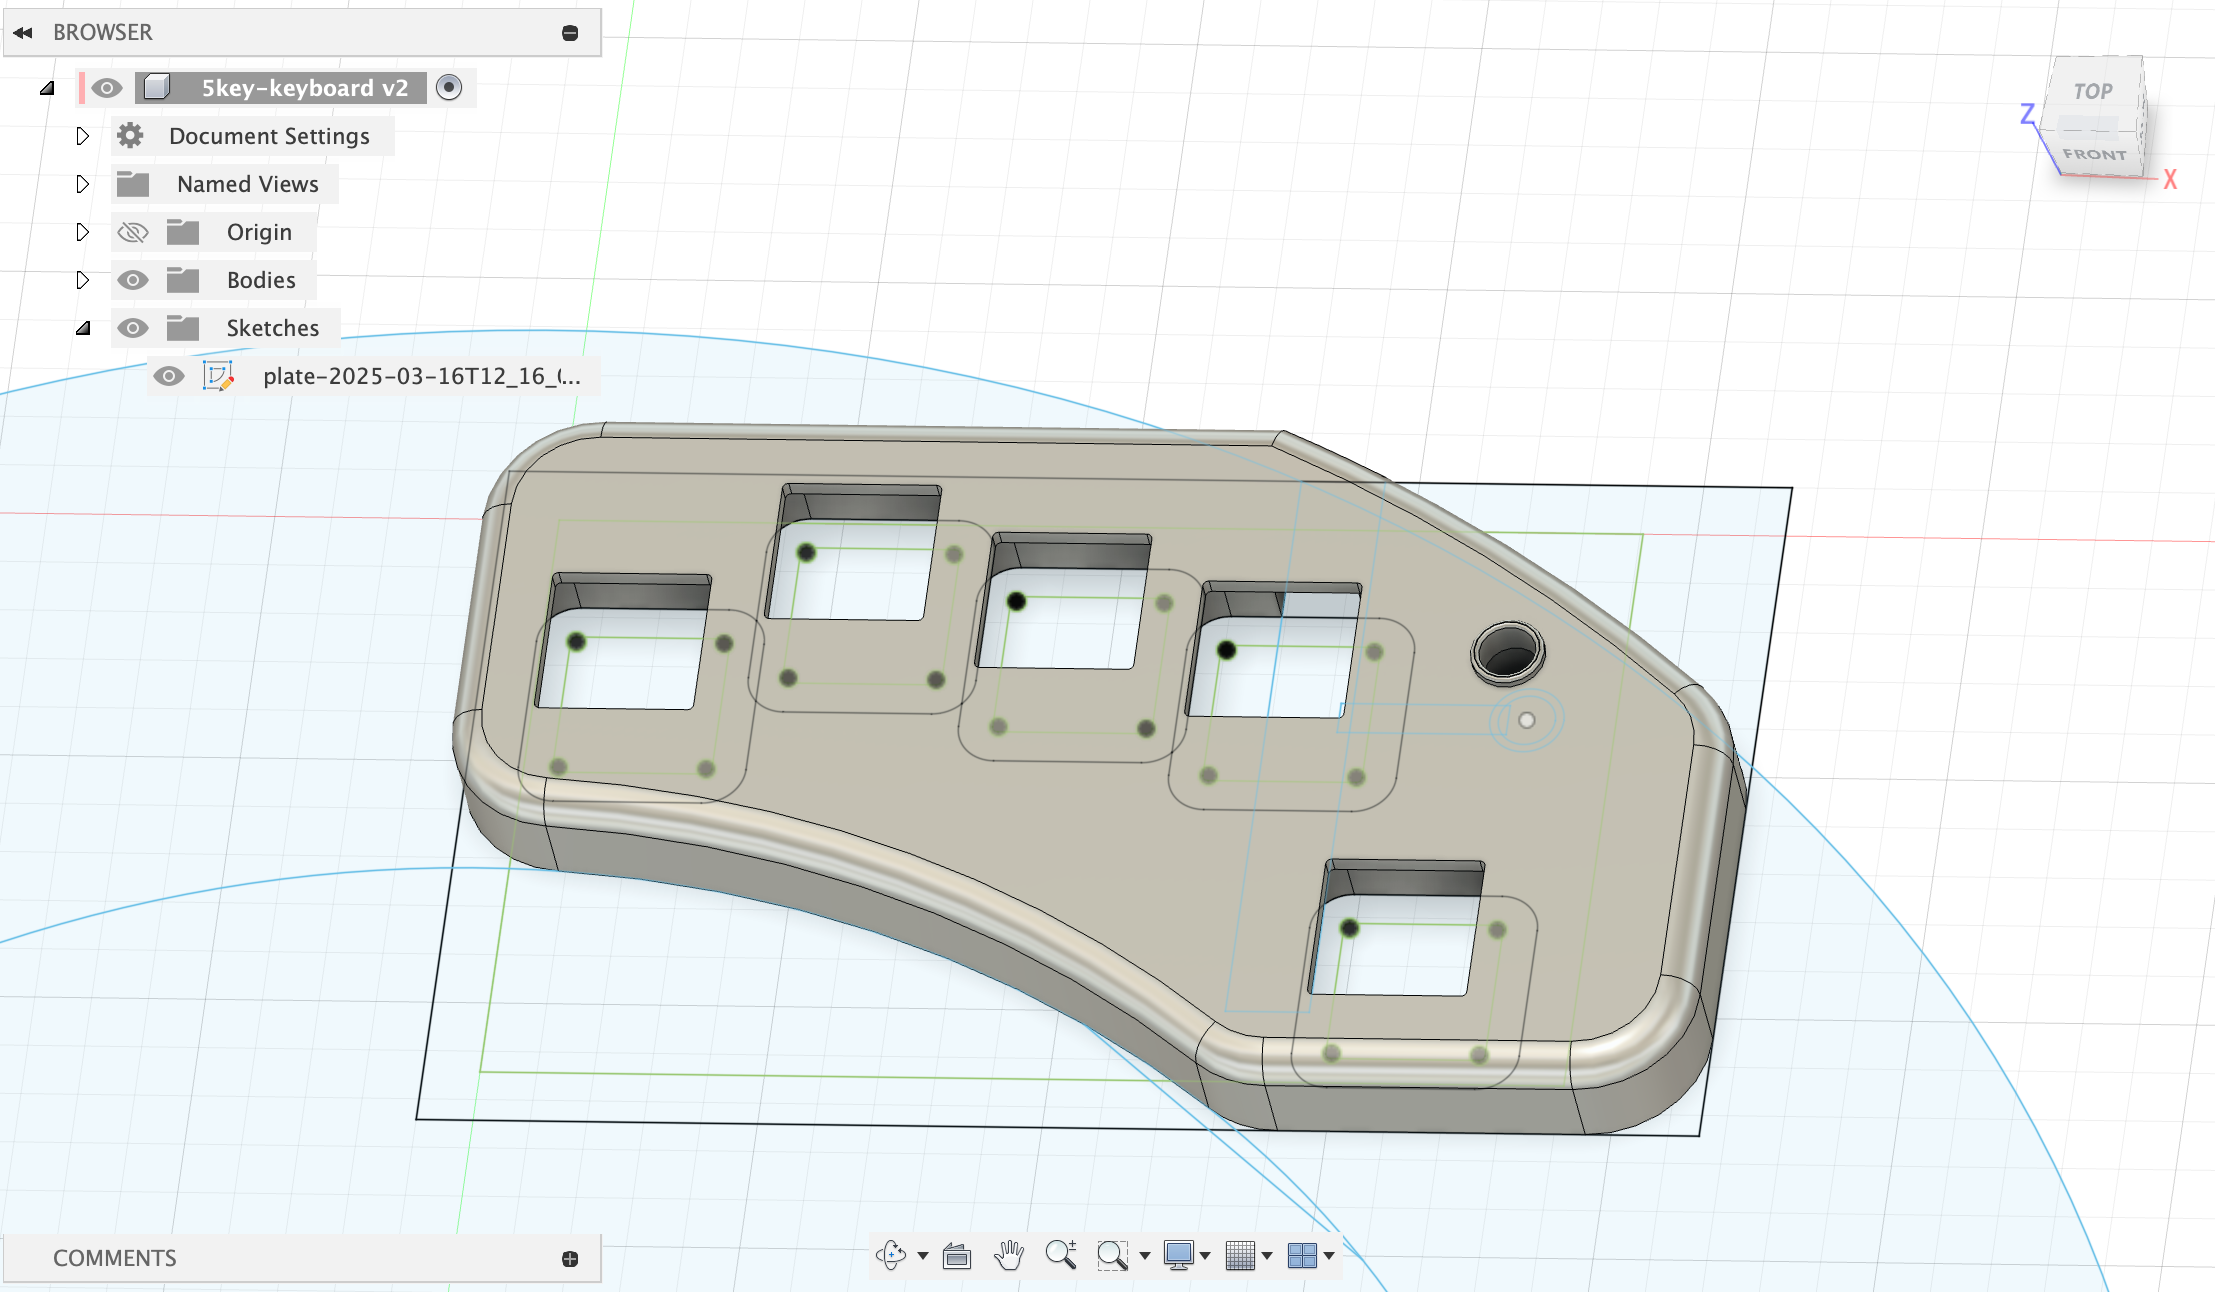 BROWSER
5key-keyboard v2
Document Settings
Named Views
Origin
Bodies
Sketches
plate-2025-03-16T12_16_(...
TOP
FRONT
Z
X
COMMENTS